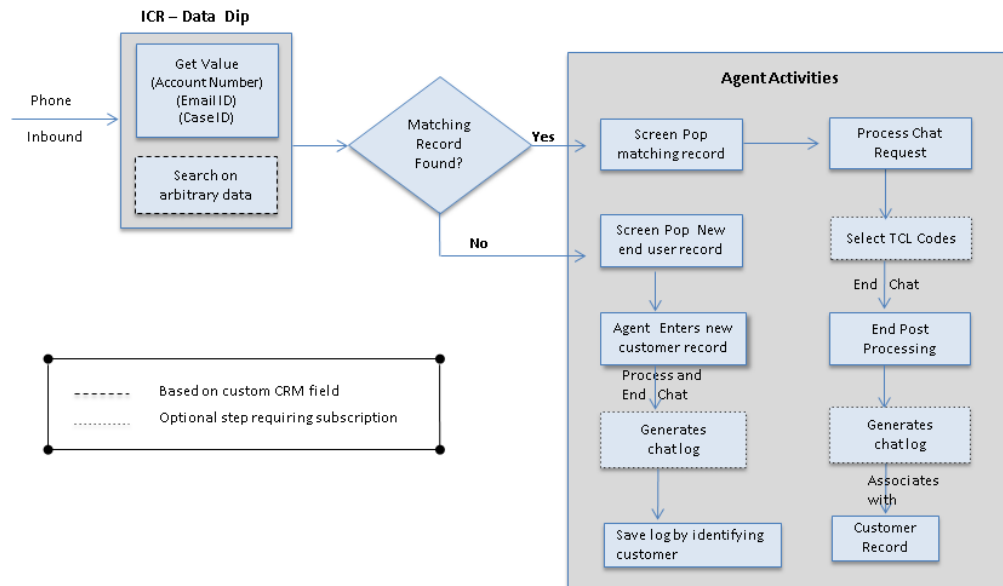 ICR – Data Dip
Get Value
(Account Number)
(Email ID)
(Case ID)
Search on
arbitrary data
Phone
Inbound
Matching
Record
Found?
Yes
No
Agent Activities
Screen Pop
matching record
Process Chat
Request
Screen Pop New
end user record
Select TCL Codes
End Chat
Agent Enters new
customer record
End Post
Processing
Process and
End Chat
Generates
chat log
Generates
chat log
Associates
with
Save log by identifying
customer
Customer
Record
Based on custom CRM field
Optional step requiring subscription